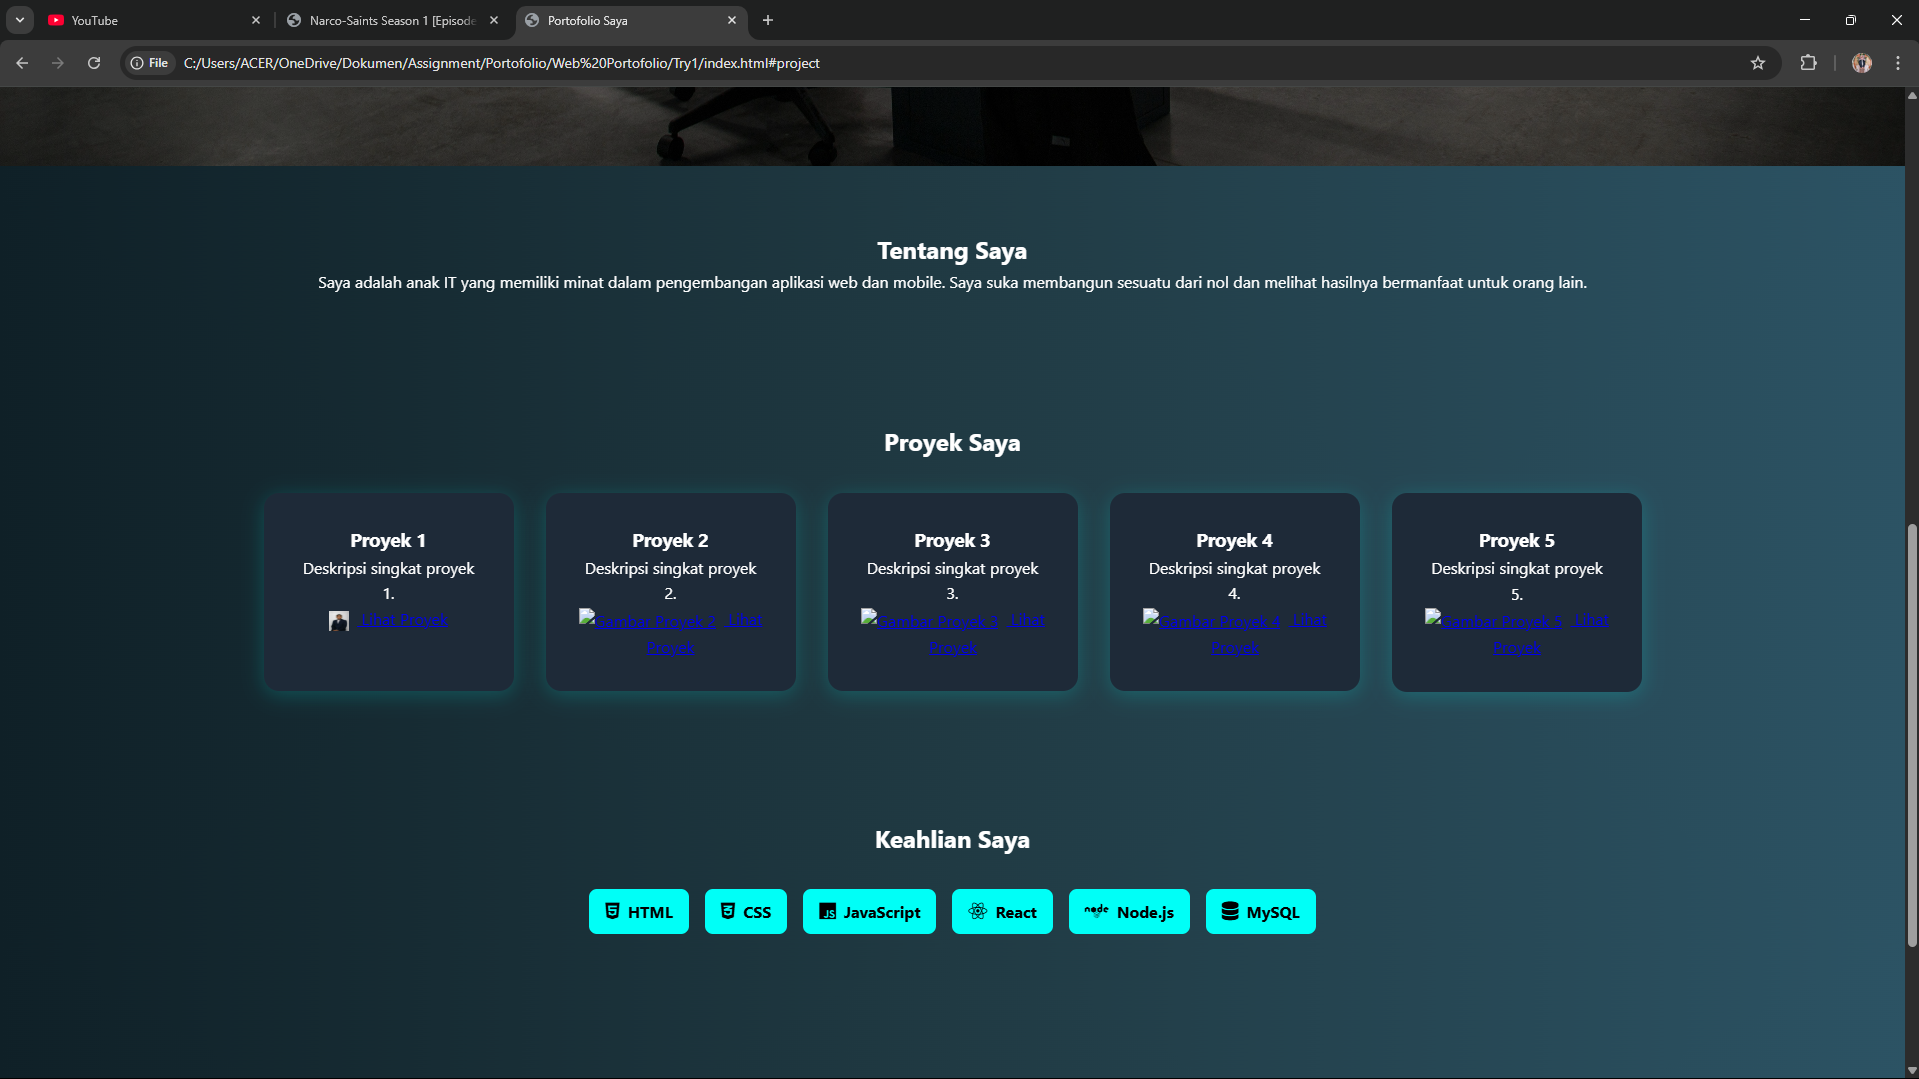 YouTube
Narco-Saints Season 1 [Episode
Portofolio Saya
File
C:/Users/ACER/OneDrive/Dokumen/Assignment/Portofolio/Web%20Portofolio/Try1/index.html#project
Tentang Saya
Saya adalah anak IT yang memiliki minat dalam pengembangan aplikasi web dan mobile. Saya suka membangun sesuatu dari nol dan melihat hasilnya bermanfaat untuk orang lain.
Proyek Saya
Proyek 1
Deskripsi singkat proyek
1.
Lihat Proyek
Proyek 2
Deskripsi singkat proyek
2.
Gambar Proyek 2 Lihat
Proyek
Proyek 3
Deskripsi singkat proyek
3.
Gambar Proyek 3 Lihat
Proyek
Proyek 4
Deskripsi singkat proyek
4.
Gambar Proyek 4 Lihat
Proyek
Proyek 5
Deskripsi singkat proyek
5.
Gambar Proyek 5 Lihat
Proyek
Keahlian Saya
HTML
CSS
JS JavaScript
React
node Node.js
MySQL